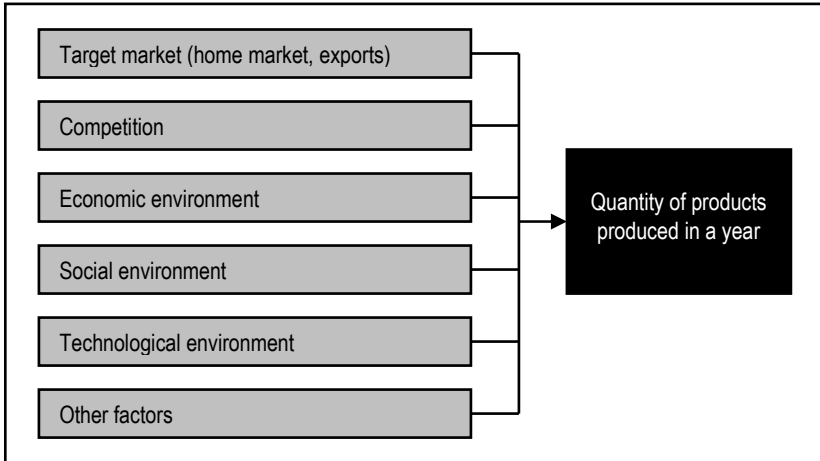 Target market (home market, exports)
Competition
Economic environment
Social environment
Technological environment
Other factors
Quantity of products
produced in a year